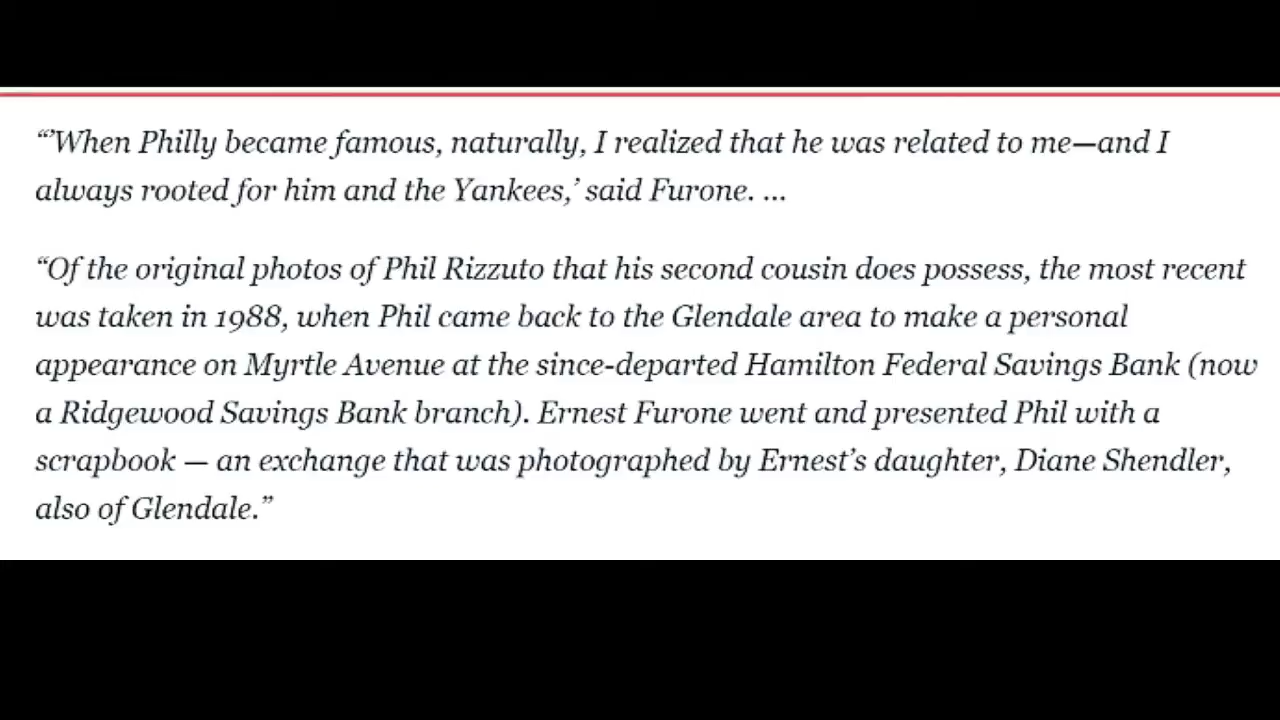 “’When Philly became famous, naturally, I realized that he was related to me—and I
always rooted for him and the Yankees,’ said Furone. ...
“Of the original photos of Phil Rizzuto that his second cousin does possess, the most recent
was taken in 1988, when Phil came back to the Glendale area to make a personal
appearance on Myrtle Avenue at the since-departed Hamilton Federal Savings Bank (now
a Ridgewood Savings Bank branch). Ernest Furone went and presented Phil with a
scrapbook — an exchange that was photographed by Ernest’s daughter, Diane Shendler,
also of Glendale.”